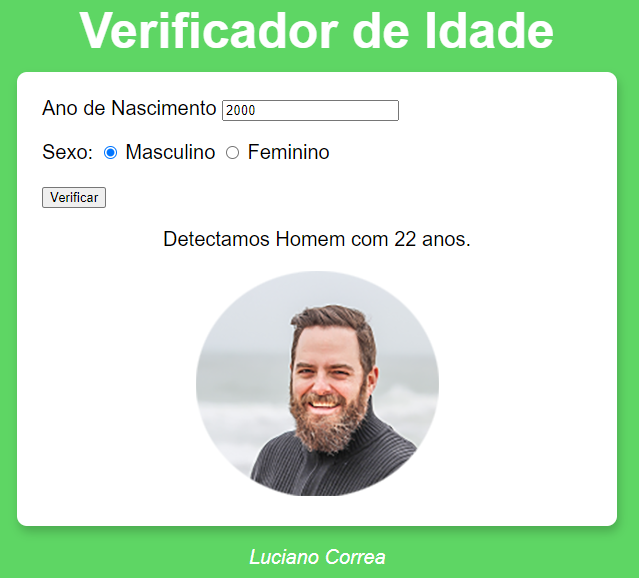 Verificador de Idade
Ano de Nascimento 2000
Sexo: Masculino Feminino
Verificar
Detectamos Homem com 22 anos.
Luciano Correa